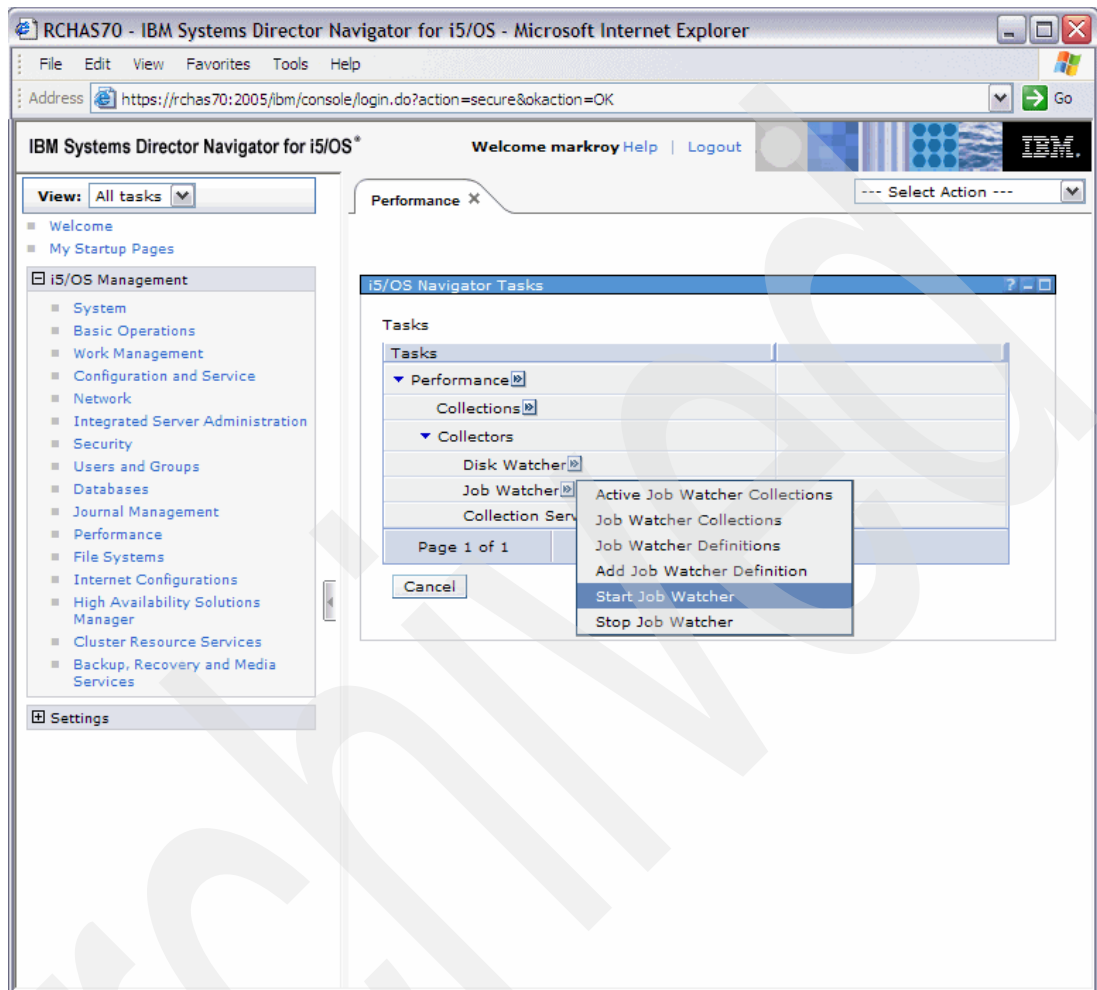 RCHAS70 - IBM Systems Director Navigator for i5/OS - Microsoft Internet Explorer
File Edit View Favorites Tools Help
Address https://rchas70:2005/ibm/console/login.do?action=secure&okaction=OK Go
IBM Systems Director Navigator for i5/OS® Welcome markroy Help | Logout IBM.
View: All tasks
Performance
--- Select Action ---
Welcome
My Startup Pages
i5/OS Management
System
Basic Operations
Work Management
Configuration and Service
Network
Integrated Server Administration
Security
Users and Groups
Databases
Journal Management
Performance
File Systems
Internet Configurations
High Availability Solutions
Manager
Cluster Resource Services
Backup, Recovery and Media
Services
Settings
i5/OS Navigator Tasks
Tasks
Tasks
Performance
Collections
Collectors
Disk Watcher
Job Watcher
Collection Serv
Page 1 of 1
Cancel
Active Job Watcher Collections
Job Watcher Collections
Job Watcher Definitions
Add Job Watcher Definition
Start Job Watcher
Stop Job Watcher